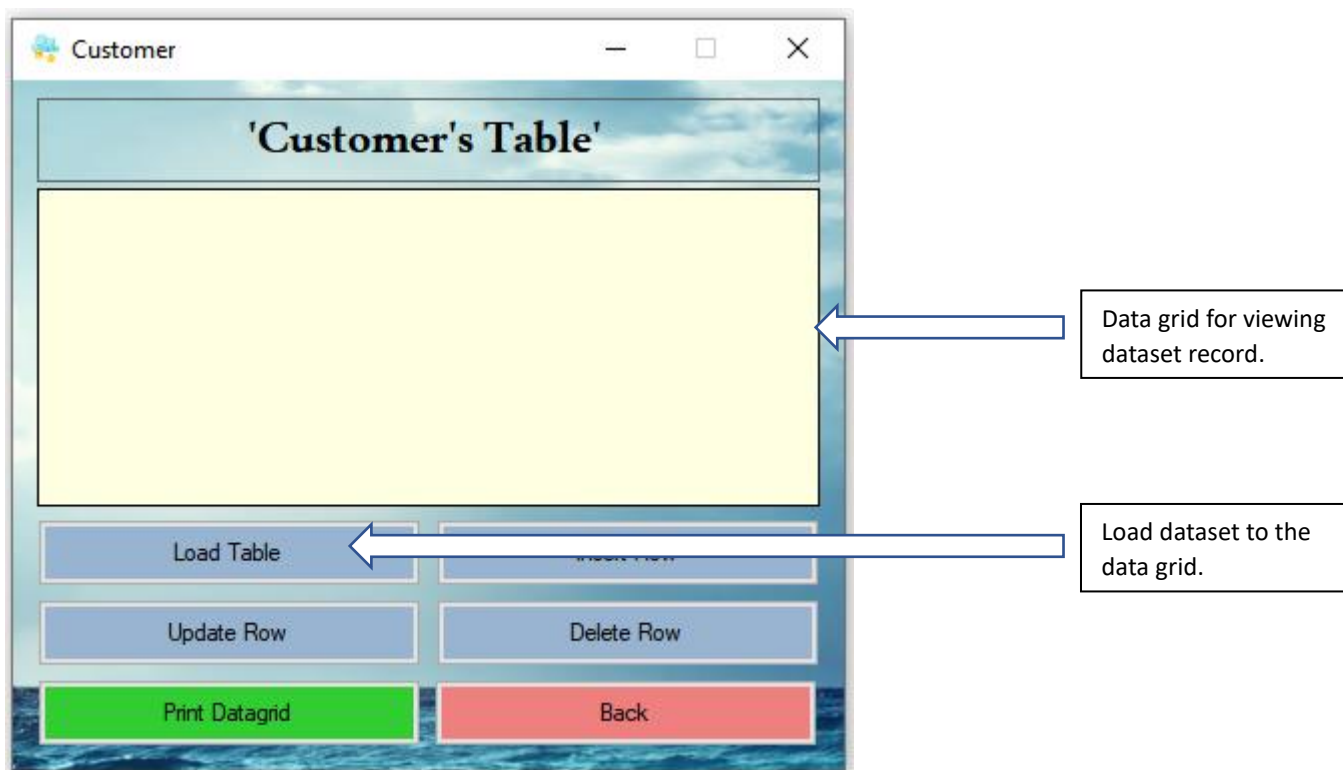 Customer
'Customer's Table'
Data grid for viewing
dataset record.
Load Table
Load dataset to the
data grid.
Update Row
Delete Row
Print Datagrid
Back